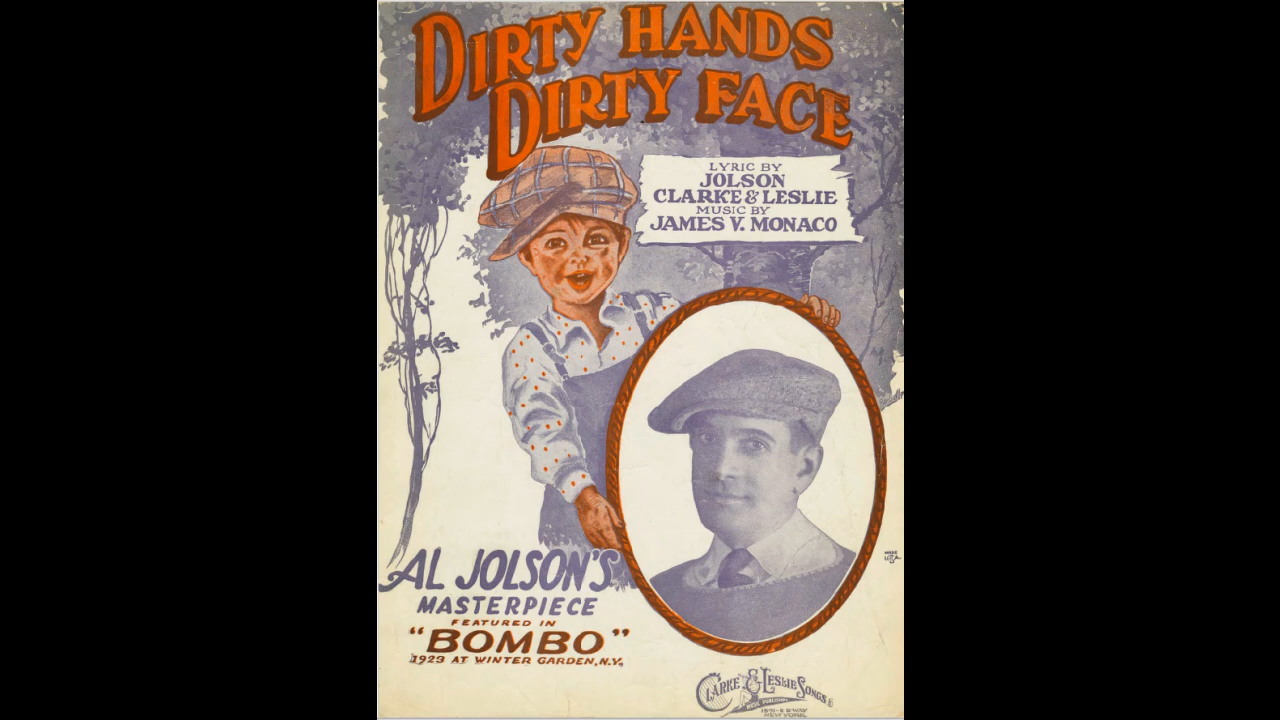 DIRTY HANDS
DIRTY FACE
LYRIC BY
JOLSON
CLARKE & LESLIE
MUSIC BY
JAMES V. MONACO
AL JOLSON'S
MASTERPIECE
FEATURED IN
"BOMBO"
1923 AT WINTER GARDEN, N.Y.
MADE
U.S.A.
CLARKE & LESLIE SONGS
NEW YORK